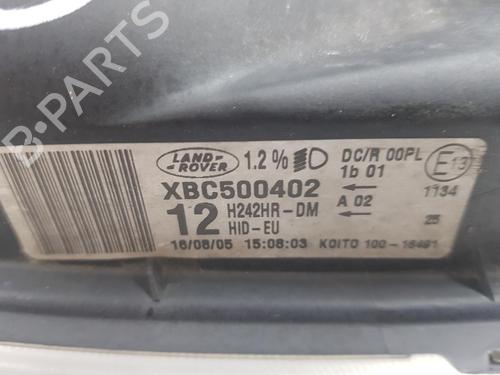 LAND-
ROVER
1.2%
DC/R 00PL
1b 01
E13
XBC500402
A 02
1134
12
H242HR-DM
HID-EU
25
16/08/05 15:08:03 KOITO 100-16491
B-PARTS